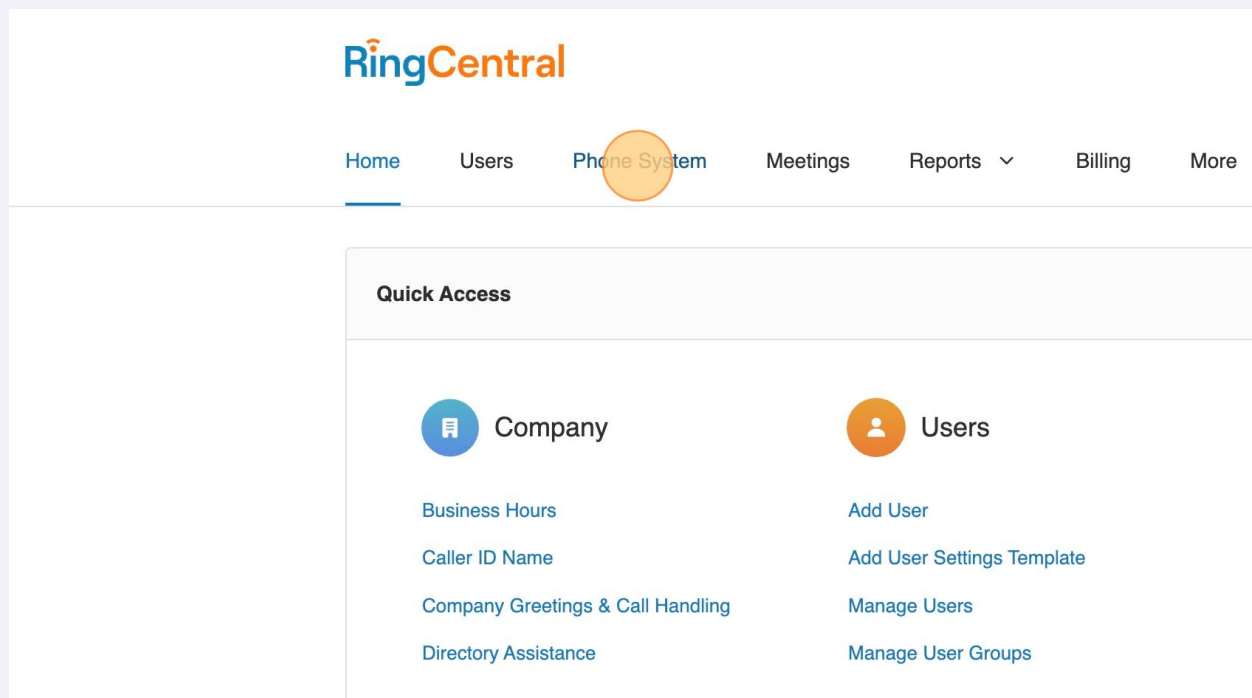 RingCentral
Home Users Phone System Meetings Reports Billing More
Quick Access
Company Users
Business Hours Add User
Caller ID Name Add User Settings Template
Company Greetings & Call Handling Manage Users
Directory Assistance Manage User Groups